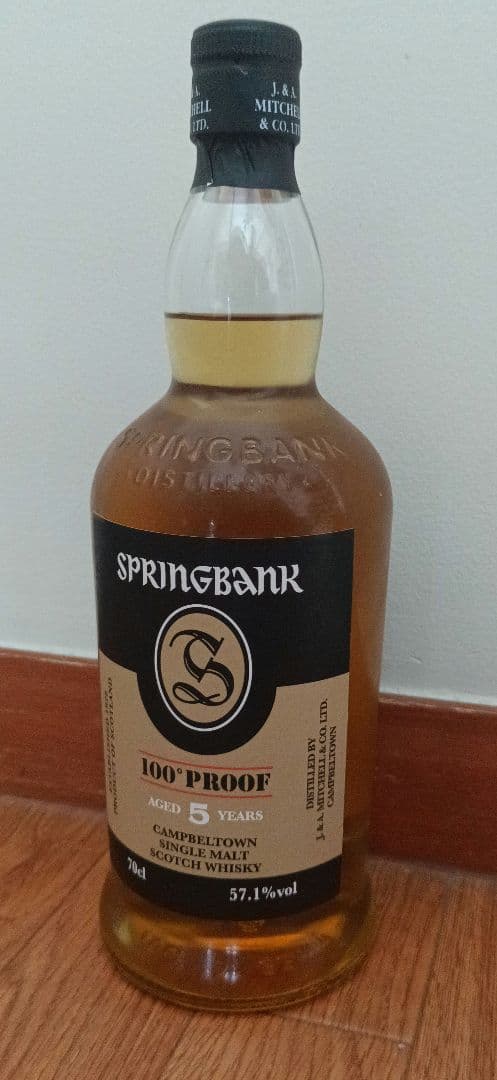 J. & A.
MITCHELL
& CO. LTD.
SPRINGBANK
DISTILLERY
SPRINGBANK
S
100° PROOF
AGED 5 YEARS
CAMPBELTOWN
SINGLE MALT
SCOTCH WHISKY
70cl
57.1%vol
PRODUCT OF SCOTLAND
DISTILLED BY
J. & A. MITCHELL & CO. LTD.
CAMPBELTOWN